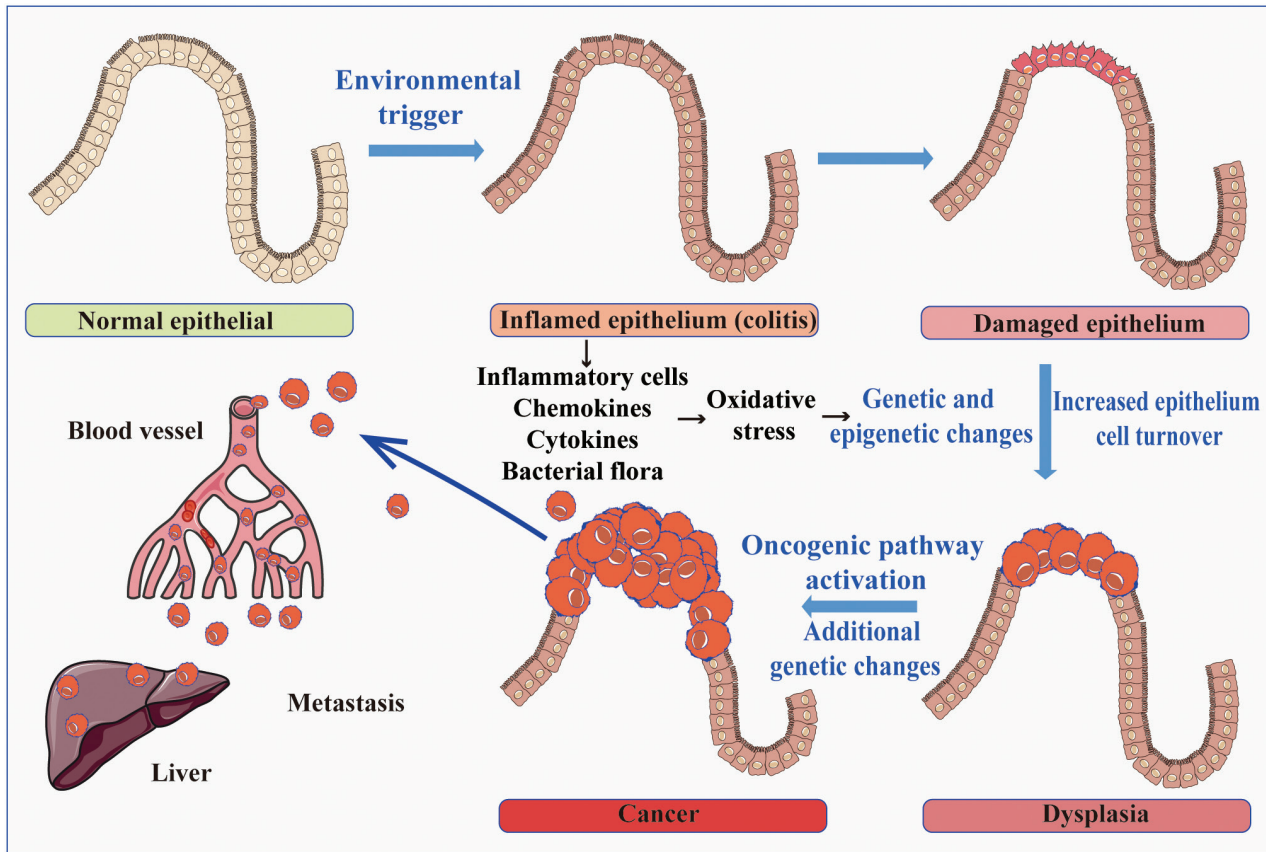 Environmental
trigger
Normal epithelial
Inflamed epithelium (colitis)
Damaged epithelium
↓
Inflammatory cells
Chemokines
Cytokines
Bacterial flora
→
Oxidative
stress
→
Genetic and
epigenetic changes
Increased epithelium
cell turnover
Blood vessel
Oncogenic pathway
activation
Additional
genetic changes
Metastasis
Liver
Cancer
Dysplasia